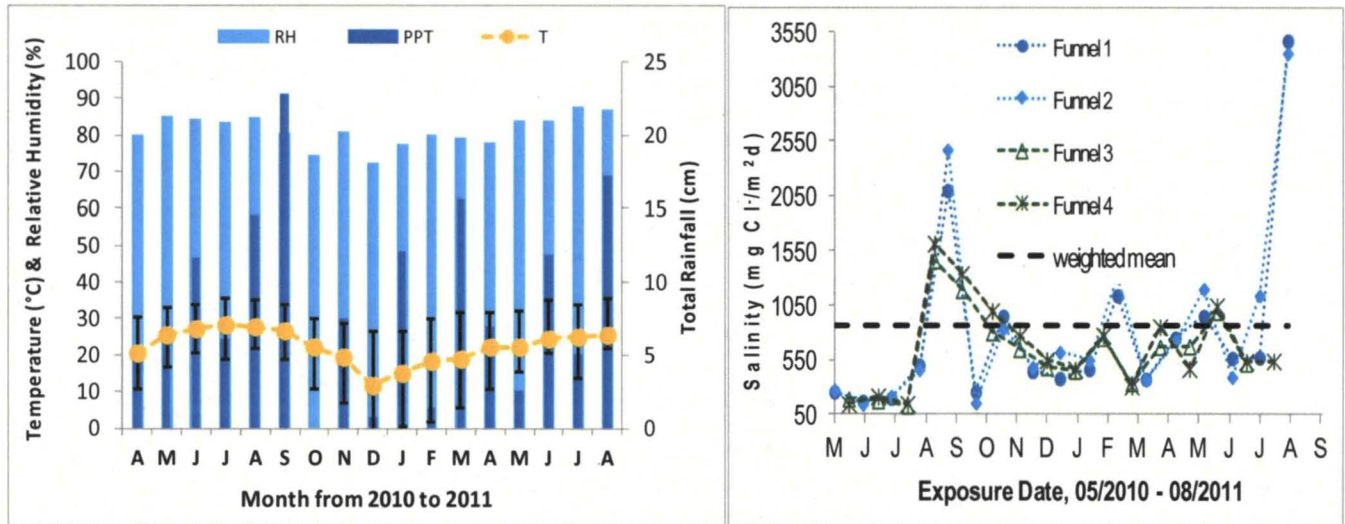 RH PPT T
100
90
80
70
60
50
40
30
20
10
0
Temperature (°C) & Relative Humidity (%)
25
20
15
10
5
0
Total Rainfall (cm)
A M J J A S O N D J F M A M J J A
Month from 2010 to 2011
3550
3050
2550
2050
1550
1050
550
50
Salinity (mg Cl-/m²d)
Funnel 1
Funnel 2
Funnel 3
Funnel 4
weighted mean
M J J A S O N D J F M A M J J A S
Exposure Date, 05/2010 - 08/2011